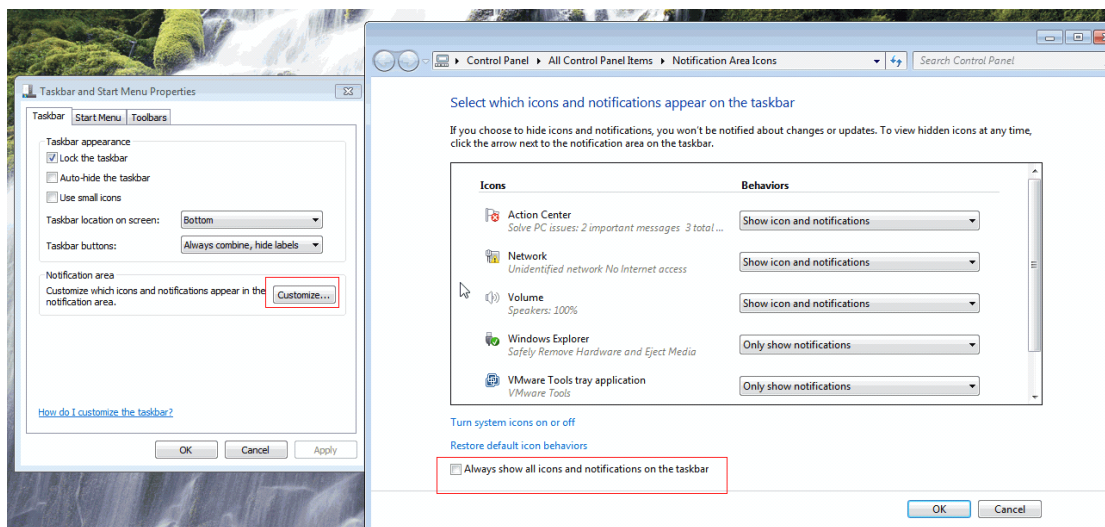 Taskbar and Start Menu Properties
Taskbar
Start Menu
Toolbars
Taskbar appearance
Lock the taskbar
Auto-hide the taskbar
Use small icons
Taskbar location on screen:
Bottom
Taskbar buttons:
Always combine, hide labels
Notification area
Customize which icons and notifications appear in the
notification area.
Customize...
How do I customize the taskbar?
OK
Cancel
Apply
Control Panel
All Control Panel Items
Notification Area Icons
Search Control Panel
Select which icons and notifications appear on the taskbar
If you choose to hide icons and notifications, you won't be notified about changes or updates. To view hidden icons at any time,
click the arrow next to the notification area on the taskbar.
Icons
Behaviors
Action Center
Solve PC issues: 2 important messages 3 total ...
Show icon and notifications
Network
Unidentified network No Internet access
Show icon and notifications
Volume
Speakers: 100%
Show icon and notifications
Windows Explorer
Safely Remove Hardware and Eject Media
Only show notifications
VMware Tools tray application
VMware Tools
Only show notifications
Turn system icons on or off
Restore default icon behaviors
Always show all icons and notifications on the taskbar
OK
Cancel